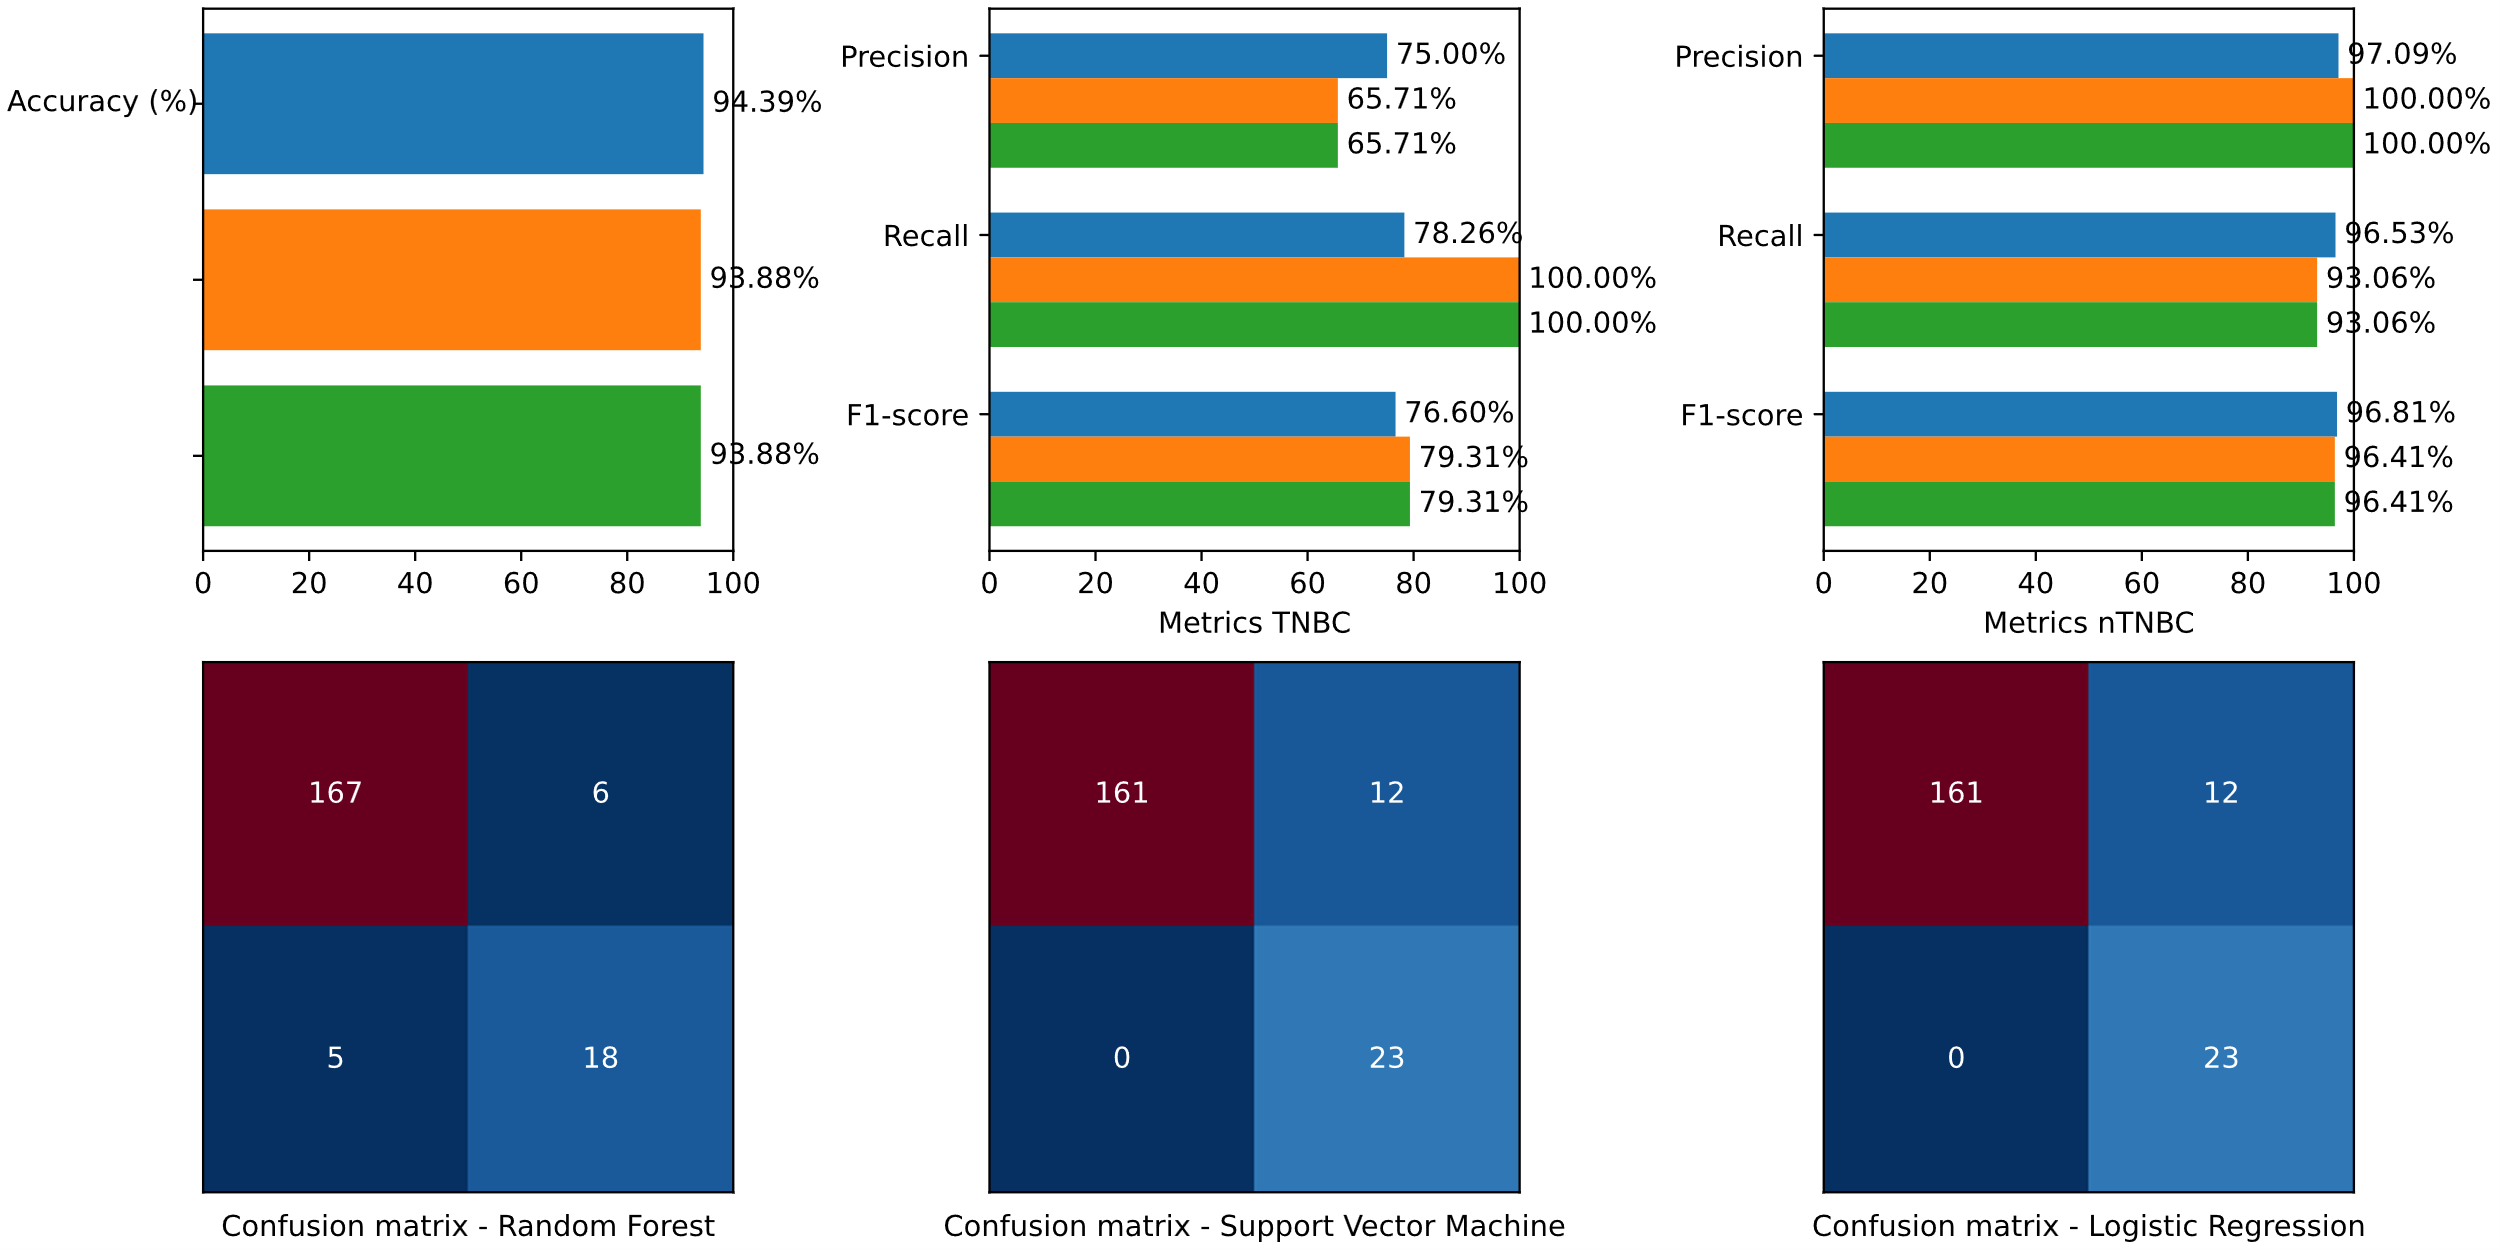 Accuracy (%)
94.39%
93.88%
93.88%
0 20 40 60 80 100
Precision
75.00%
65.71%
65.71%
Recall
78.26%
100.00%
100.00%
F1-score
76.60%
79.31%
79.31%
0 20 40 60 80 100
Metrics TNBC
Precision
97.09%
100.00%
100.00%
Recall
96.53%
93.06%
93.06%
F1-score
96.81%
96.41%
96.41%
0 20 40 60 80 100
Metrics nTNBC
167 6
5 18
Confusion matrix - Random Forest
161 12
0 23
Confusion matrix - Support Vector Machine
161 12
0 23
Confusion matrix - Logistic Regression